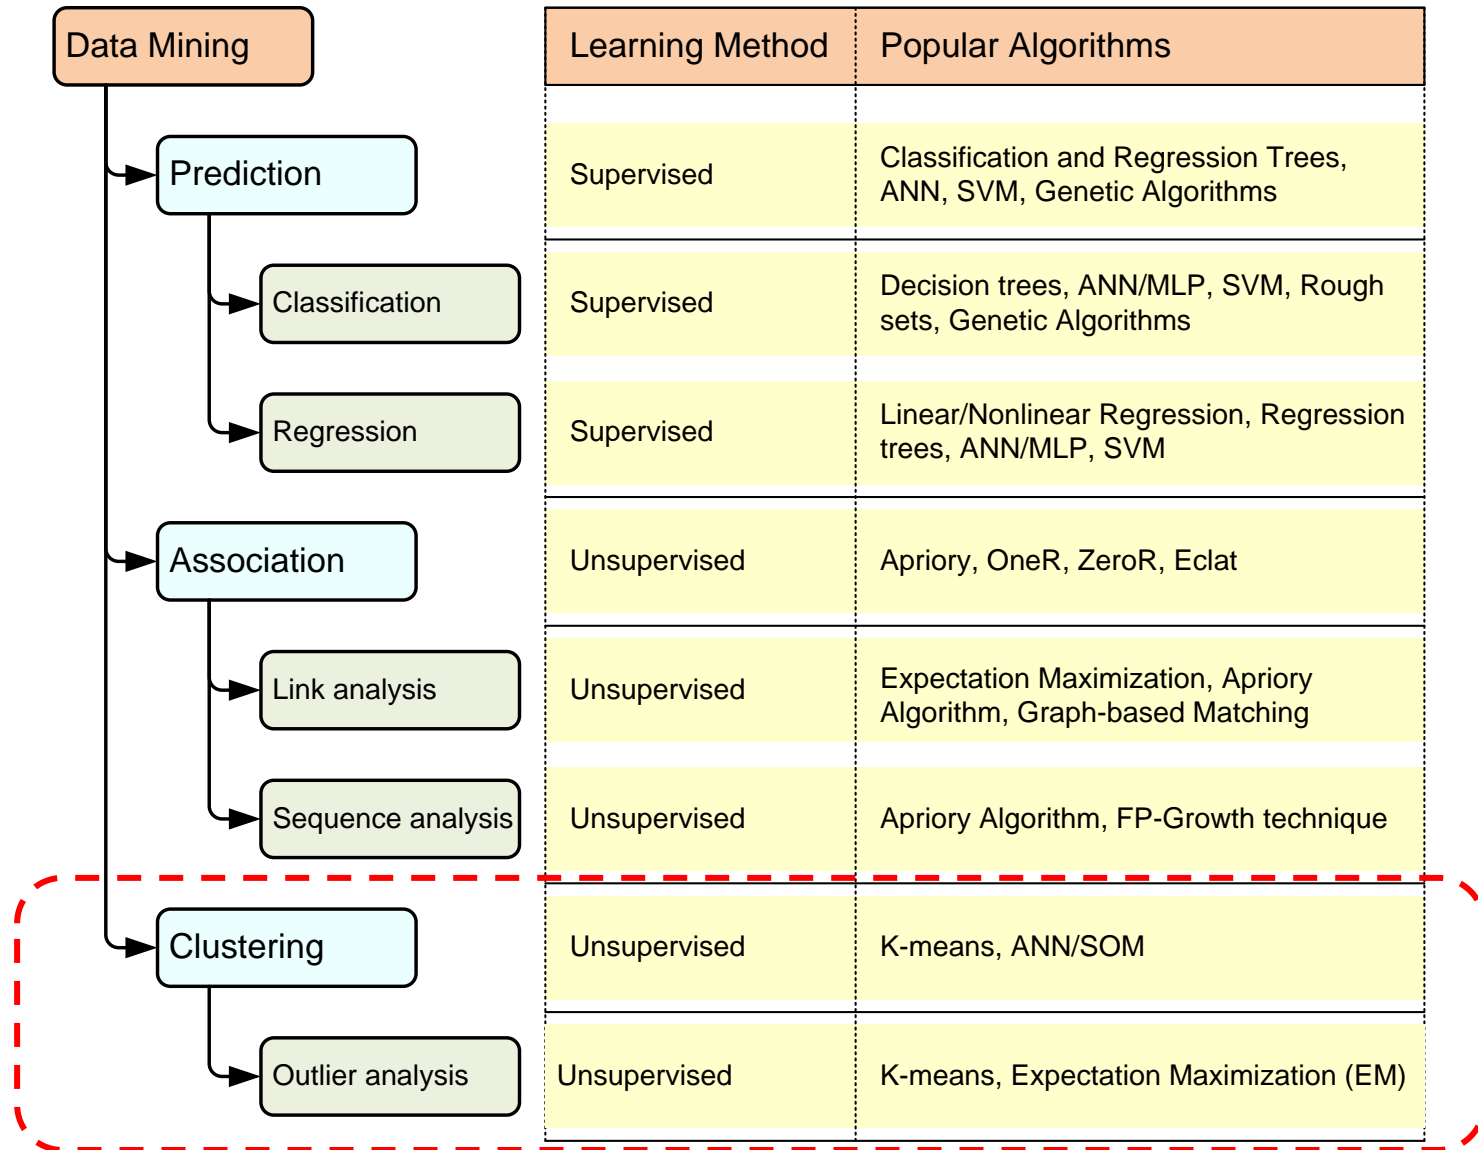 Data Mining
Learning Method
Popular Algorithms
Prediction
Supervised
Classification and Regression Trees,
ANN, SVM, Genetic Algorithms
Classification
Supervised
Decision trees, ANN/MLP, SVM, Rough
sets, Genetic Algorithms
Regression
Supervised
Linear/Nonlinear Regression, Regression
trees, ANN/MLP, SVM
Association
Unsupervised
Apriory, OneR, ZeroR, Eclat
Link analysis
Unsupervised
Expectation Maximization, Apriory
Algorithm, Graph-based Matching
Sequence analysis
Unsupervised
Apriory Algorithm, FP-Growth technique
Clustering
Unsupervised
K-means, ANN/SOM
Outlier analysis
Unsupervised
K-means, Expectation Maximization (EM)